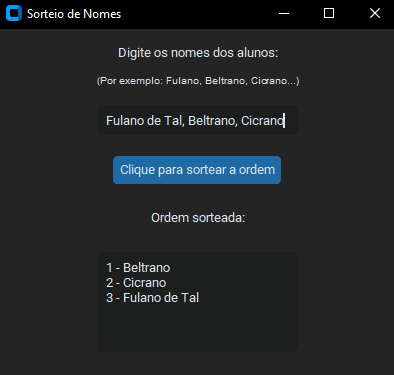 Sorteio de Nomes
Digite os nomes dos alunos:
(Por exemplo: Fulano, Beltrano, Cicrano...)
Fulano de Tal, Beltrano, Cicrano
Clique para sortear a ordem
Ordem sorteada:
1 - Beltrano
2 - Cicrano
3 - Fulano de Tal